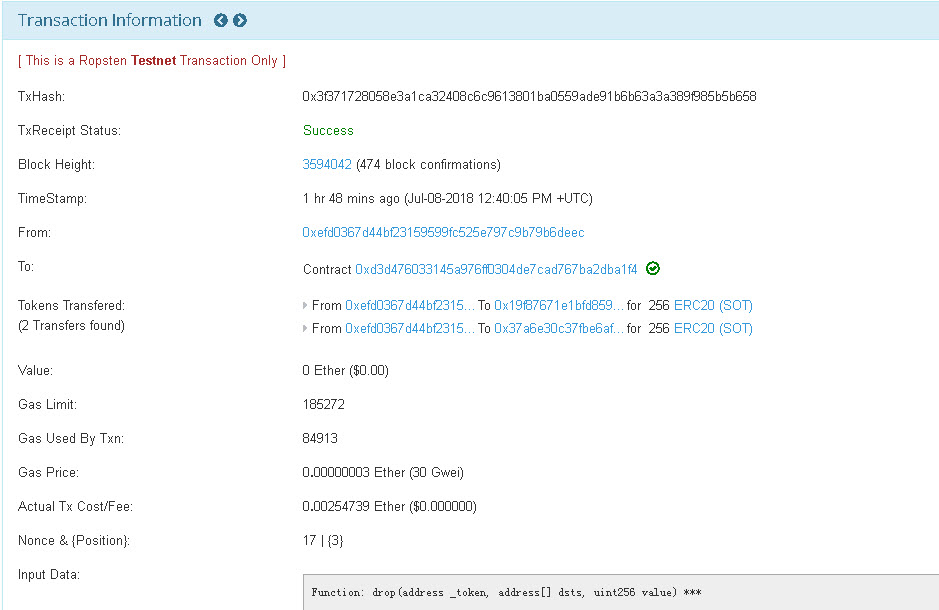 Transaction Information
[ This is a Ropsten Testnet Transaction Only ]
TxHash: 0x3f371728058e3a1ca32408c6c9613801ba0559ade91b6b63a3a389f985b5b658
TxReceipt Status: Success
Block Height: 3594042 (474 block confirmations)
TimeStamp: 1 hr 48 mins ago (Jul-08-2018 12:40:05 PM +UTC)
From: 0xefd0367d44bf23159599fc525e797c9b79b6deec
To: Contract 0xd3d476033145a976ff0304de7cad767ba2dba1f4
Tokens Transfered: From 0xefd0367d44bf2315... To 0x19f87671e1bfd859... for 256 ERC20 (SOT)
(2 Transfers found) From 0xefd0367d44bf2315... To 0x37a6e30c37fbe6af... for 256 ERC20 (SOT)
Value: 0 Ether ($0.00)
Gas Limit: 185272
Gas Used By Txn: 84913
Gas Price: 0.00000003 Ether (30 Gwei)
Actual Tx Cost/Fee: 0.00254739 Ether ($0.000000)
Nonce & {Position}: 17 | {3}
Input Data:
Function: drop(address _token, address[] dsts, uint256 value) ***